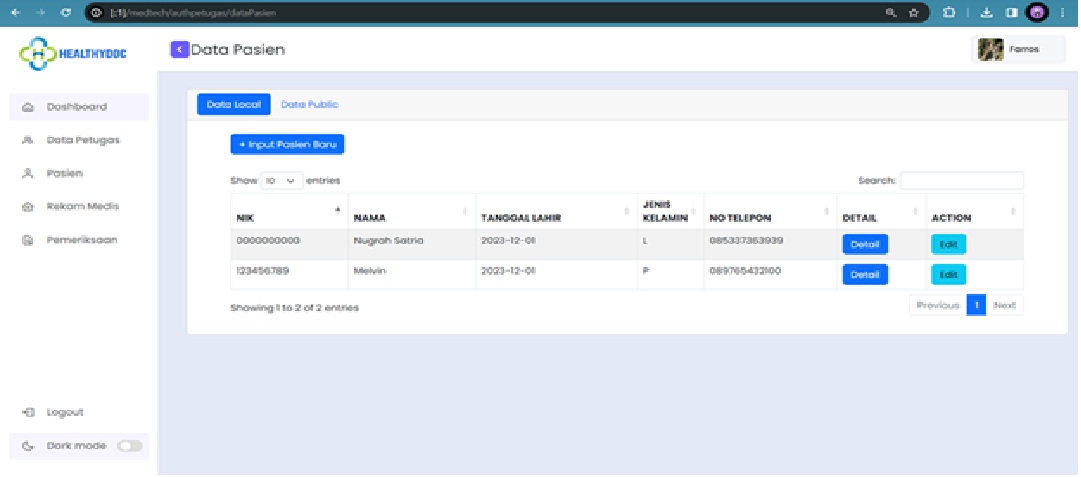 [::1]/medtech/authpetugas/dataPasien
HEALTHYDOC
Data Pasien
Farros
Dashboard
Data Petugas
Pasien
Rekam Medis
Pemeriksaan
Logout
Dark mode
Data Local Data Public
+ Input Pasien Baru
Show 10 entries
Search:
NIK NAMA TANGGAL LAHIR JENIS KELAMIN NO TELEPON DETAIL ACTION
0000000000 Nugrah Satria 2023-12-01 L 085337363939 Detail Edit
123456789 Melvin 2023-12-01 P 089765432100 Detail Edit
Showing 1 to 2 of 2 entries
Previous 1 Next